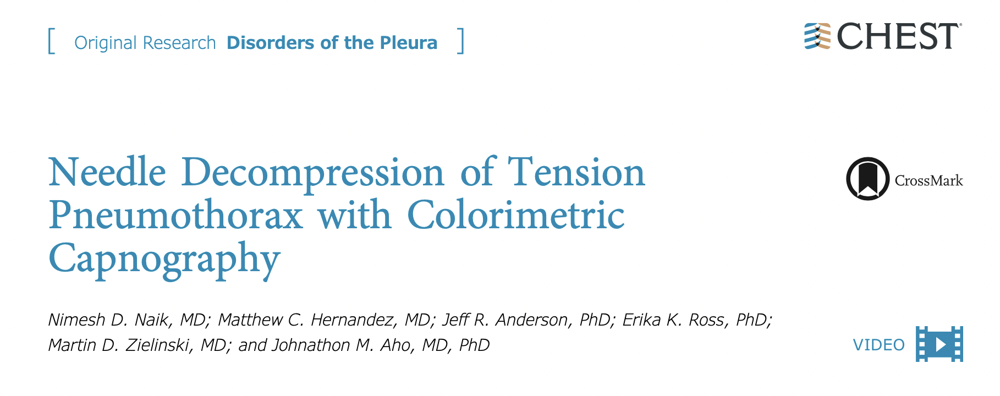 [ Original Research Disorders of the Pleura ]
CHEST®
Needle Decompression of Tension
Pneumothorax with Colorimetric
Capnography
CrossMark
Nimesh D. Naik, MD; Matthew C. Hernandez, MD; Jeff R. Anderson, PhD; Erika K. Ross, PhD;
Martin D. Zielinski, MD; and Johnathon M. Aho, MD, PhD
VIDEO